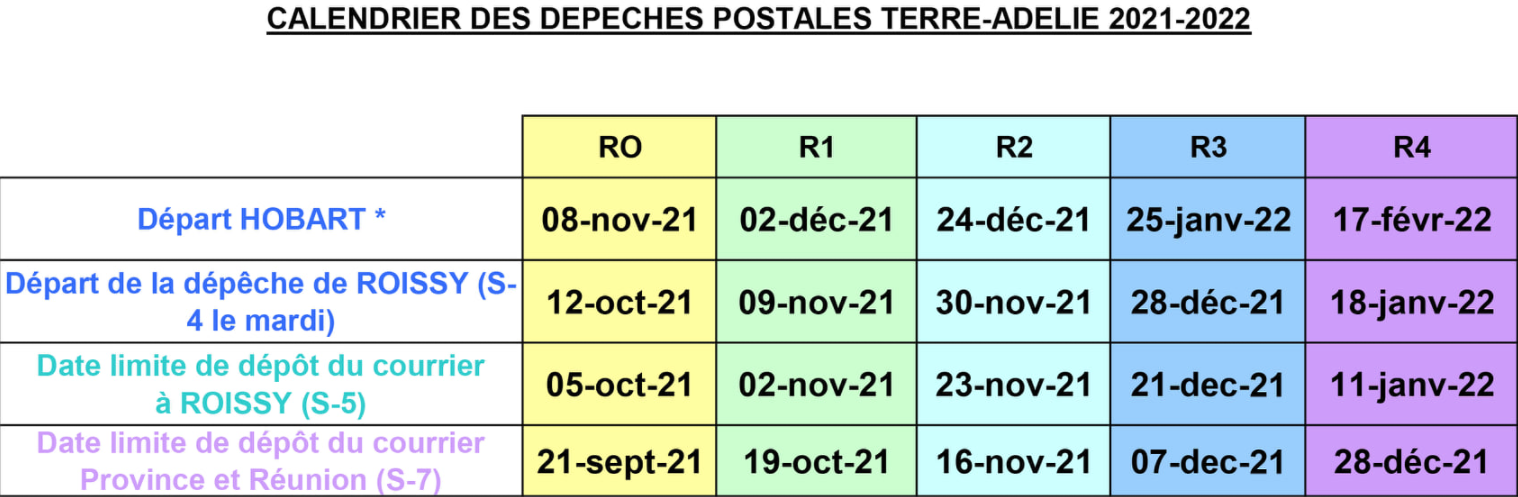 CALENDRIER DES DEPECHES POSTALES TERRE-ADELIE 2021-2022
RO R1 R2 R3 R4
Départ HOBART * 08-nov-21 02-déc-21 24-déc-21 25-janv-22 17-févr-22
Départ de la dépêche de ROISSY (S-
4 le mardi) 12-oct-21 09-nov-21 30-nov-21 28-déc-21 18-janv-22
Date limite de dépôt du courrier
à ROISSY (S-5) 05-oct-21 02-nov-21 23-nov-21 21-dec-21 11-janv-22
Date limite de dépôt du courrier
Province et Réunion (S-7) 21-sept-21 19-oct-21 16-nov-21 07-dec-21 28-déc-21